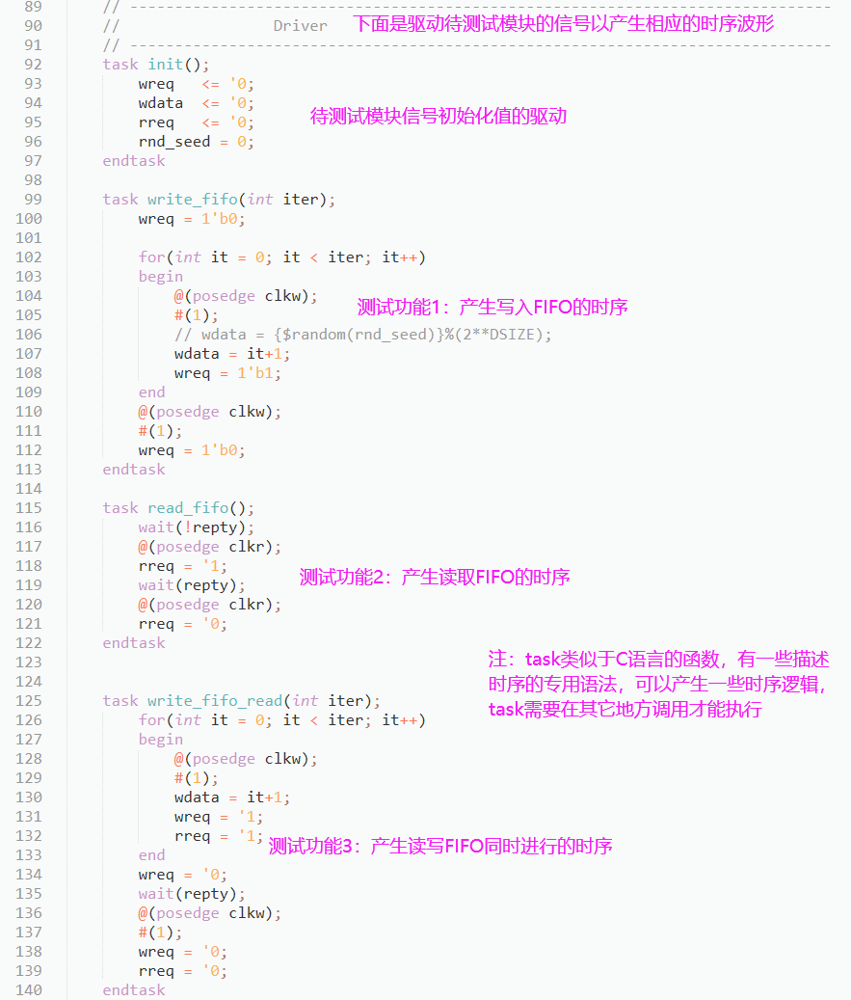 89 // -------------------------------------------------------------------------------
90 // Driver 下面是驱动待测试模块的信号以产生相应的时序波形
91 // -------------------------------------------------------------------------------
92 task init();
93 wreq <= '0;
94 wdata <= '0;
95 rreq <= '0; 待测试模块信号初始化值的驱动
96 rnd_seed = 0;
97 endtask
98
99 task write_fifo(int iter);
100 wreq = 1'b0;
101
102 for(int it = 0; it < iter; it++)
103 begin
104 @(posedge clkw);
105 #(1); 测试功能1：产生写入FIFO的时序
106 // wdata = {$random(rnd_seed)}%(2**DSIZE);
107 wdata = it+1;
108 wreq = 1'b1;
109 end
110 @(posedge clkw);
111 #(1);
112 wreq = 1'b0;
113 endtask
114
115 task read_fifo();
116 wait(!repty);
117 @(posedge clkr);
118 rreq = '1;
119 wait(repty); 测试功能2：产生读取FIFO的时序
120 @(posedge clkr);
121 rreq = '0;
122 endtask
123 注：task类似于C语言的函数，有一些描述
124 时序的专用语法，可以产生一些时序逻辑，
125 task write_fifo_read(int iter); task需要在其它地方调用才能执行
126 for(int it = 0; it < iter; it++)
127 begin
128 @(posedge clkw);
129 #(1);
130 wdata = it+1;
131 wreq = '1;
132 rreq = '1; 测试功能3：产生读写FIFO同时进行的时序
133 end
134 wreq = '0;
135 wait(repty);
136 @(posedge clkw);
137 #(1);
138 wreq = '0;
139 rreq = '0;
140 endtask